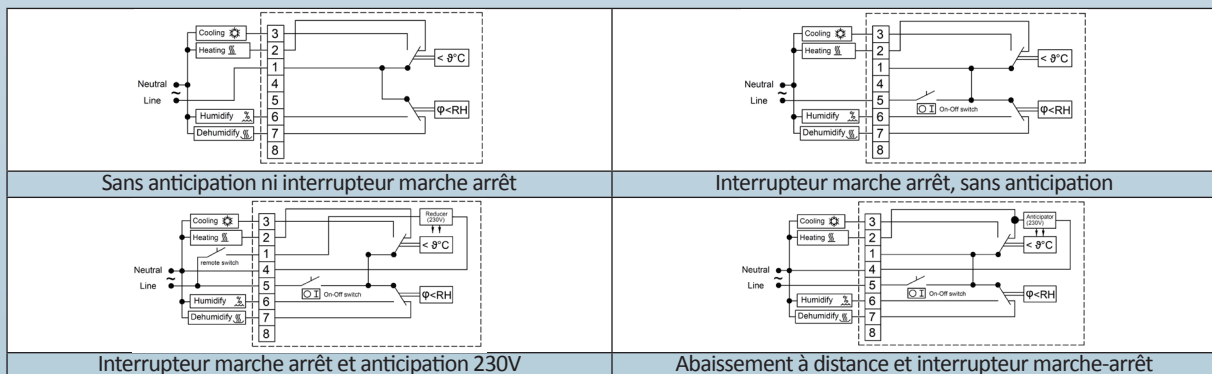 Cooling
Heating
Neutral
Line
~
Humidify
Dehumidify
3
2
1
4
5
6
7
8
< ϑ°C
φ<RH
Sans anticipation ni interrupteur marche arrêt
Cooling
Heating
Neutral
Line
~
Humidify
Dehumidify
3
2
1
4
5
6
7
8
On-Off switch
< ϑ°C
φ<RH
Interrupteur marche arrêt, sans anticipation
Cooling
Heating
remote switch
Neutral
Line
~
Humidify
Dehumidify
3
2
1
4
5
6
7
8
On-Off switch
Reducer
(230V)
< ϑ°C
φ<RH
Interrupteur marche arrêt et anticipation 230V
Cooling
Heating
Neutral
Line
~
Humidify
Dehumidify
3
2
1
4
5
6
7
8
On-Off switch
Anticipator
(230V)
< ϑ°C
φ<RH
Abaissement à distance et interrupteur marche-arrêt